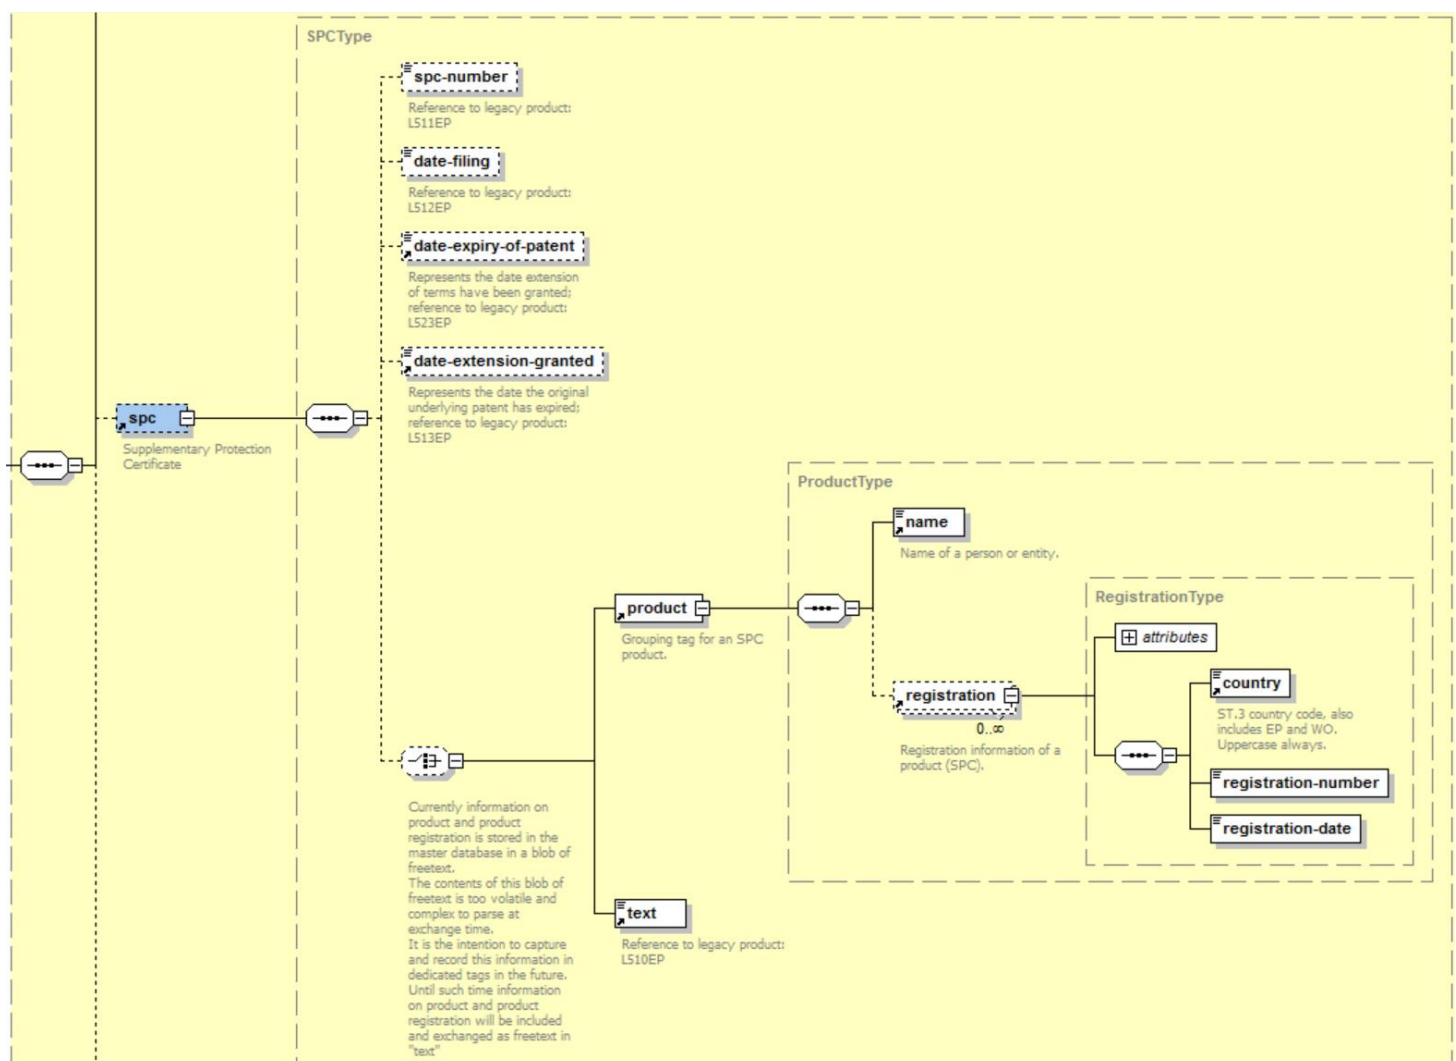 SPCType
spc-number
Reference to legacy product:
L511EP
date-filing
Reference to legacy product:
L512EP
date-expiry-of-patent
Represents the date extension
of terms have been granted;
reference to legacy product:
L523EP
date-extension-granted
Represents the date the original
underlying patent has expired;
reference to legacy product:
L513EP
spc
Supplementary Protection
Certificate
ProductType
name
Name of a person or entity.
product
Grouping tag for an SPC
product.
RegistrationType
attributes
registration
0..∞
Registration information of a
product (SPC).
country
ST.3 country code, also
includes EP and WO.
Uppercase always.
registration-number
registration-date
Currently information on
product and product
registration is stored in the
master database in a blob of
freetext.
The contents of this blob of
freetext is too volatile and
complex to parse at
exchange time.
It is the intention to capture
and record this information in
dedicated tags in the future.
Until such time information
on product and product
registration will be included
and exchanged as freetext in
"text"
text
Reference to legacy product:
L510EP